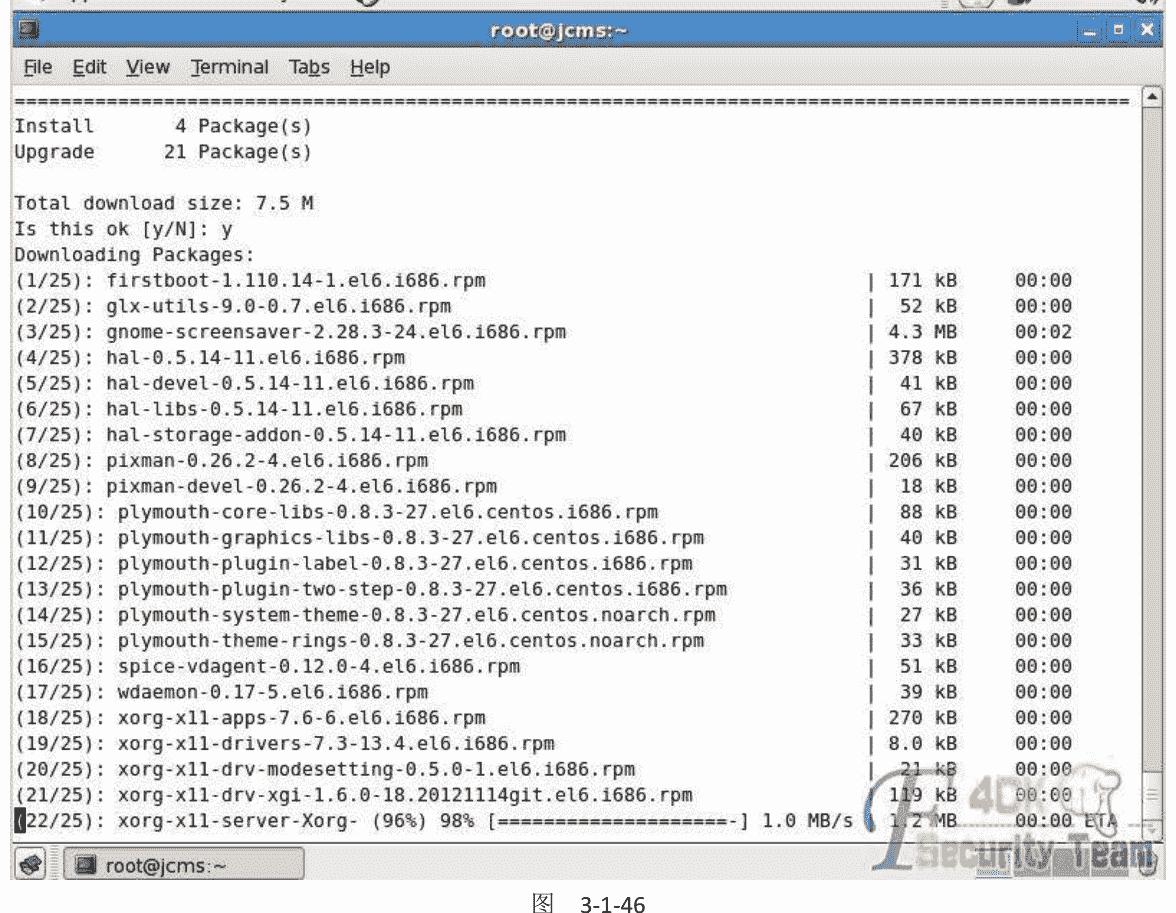 root@jcms:~
File Edit View Terminal Tabs Help
================================================================================
Install 4 Package(s)
Upgrade 21 Package(s)
Total download size: 7.5 M
Is this ok [y/N]: y
Downloading Packages:
(1/25): firstboot-1.110.14-1.el6.i686.rpm | 171 kB 00:00
(2/25): glx-utils-9.0-0.7.el6.i686.rpm | 52 kB 00:00
(3/25): gnome-screensaver-2.28.3-24.el6.i686.rpm | 4.3 MB 00:02
(4/25): hal-0.5.14-11.el6.i686.rpm | 378 kB 00:00
(5/25): hal-devel-0.5.14-11.el6.i686.rpm | 41 kB 00:00
(6/25): hal-libs-0.5.14-11.el6.i686.rpm | 67 kB 00:00
(7/25): hal-storage-addon-0.5.14-11.el6.i686.rpm | 40 kB 00:00
(8/25): pixman-0.26.2-4.el6.i686.rpm | 206 kB 00:00
(9/25): pixman-devel-0.26.2-4.el6.i686.rpm | 18 kB 00:00
(10/25): plymouth-core-libs-0.8.3-27.el6.centos.i686.rpm | 88 kB 00:00
(11/25): plymouth-graphics-libs-0.8.3-27.el6.centos.i686.rpm | 40 kB 00:00
(12/25): plymouth-plugin-label-0.8.3-27.el6.centos.i686.rpm | 31 kB 00:00
(13/25): plymouth-plugin-two-step-0.8.3-27.el6.centos.i686.rpm | 36 kB 00:00
(14/25): plymouth-system-theme-0.8.3-27.el6.centos.noarch.rpm | 27 kB 00:00
(15/25): plymouth-theme-rings-0.8.3-27.el6.centos.noarch.rpm | 33 kB 00:00
(16/25): spice-vdagent-0.12.0-4.el6.i686.rpm | 51 kB 00:00
(17/25): wdaemon-0.17-5.el6.i686.rpm | 39 kB 00:00
(18/25): xorg-x11-apps-7.6-6.el6.i686.rpm | 270 kB 00:00
(19/25): xorg-x11-drivers-7.3-13.4.el6.i686.rpm | 8.0 kB 00:00
(20/25): xorg-x11-drv-modesetting-0.5.0-1.el6.i686.rpm | 21 kB 00:00
(21/25): xorg-x11-drv-xgi-1.6.0-18.20121114git.el6.i686.rpm | 119 kB 00:00
(22/25): xorg-x11-server-Xorg- (96%) 98% [====================-] 1.0 MB/s | 1.2 MB 00:00 ETA
Security Team
root@jcms:~
图 3-1-46